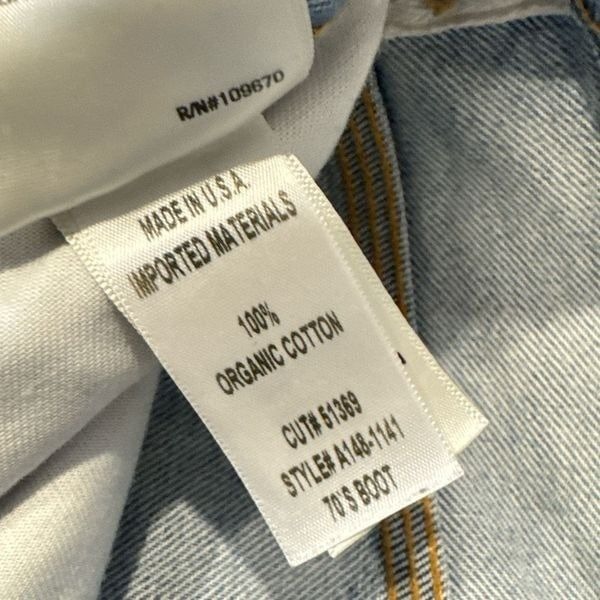 R/N#109670
MADE IN U.S.A.
IMPORTED MATERIALS
100%
ORGANIC COTTON
CUT# 51369
STYLE# A148-1141
70'S BOOT